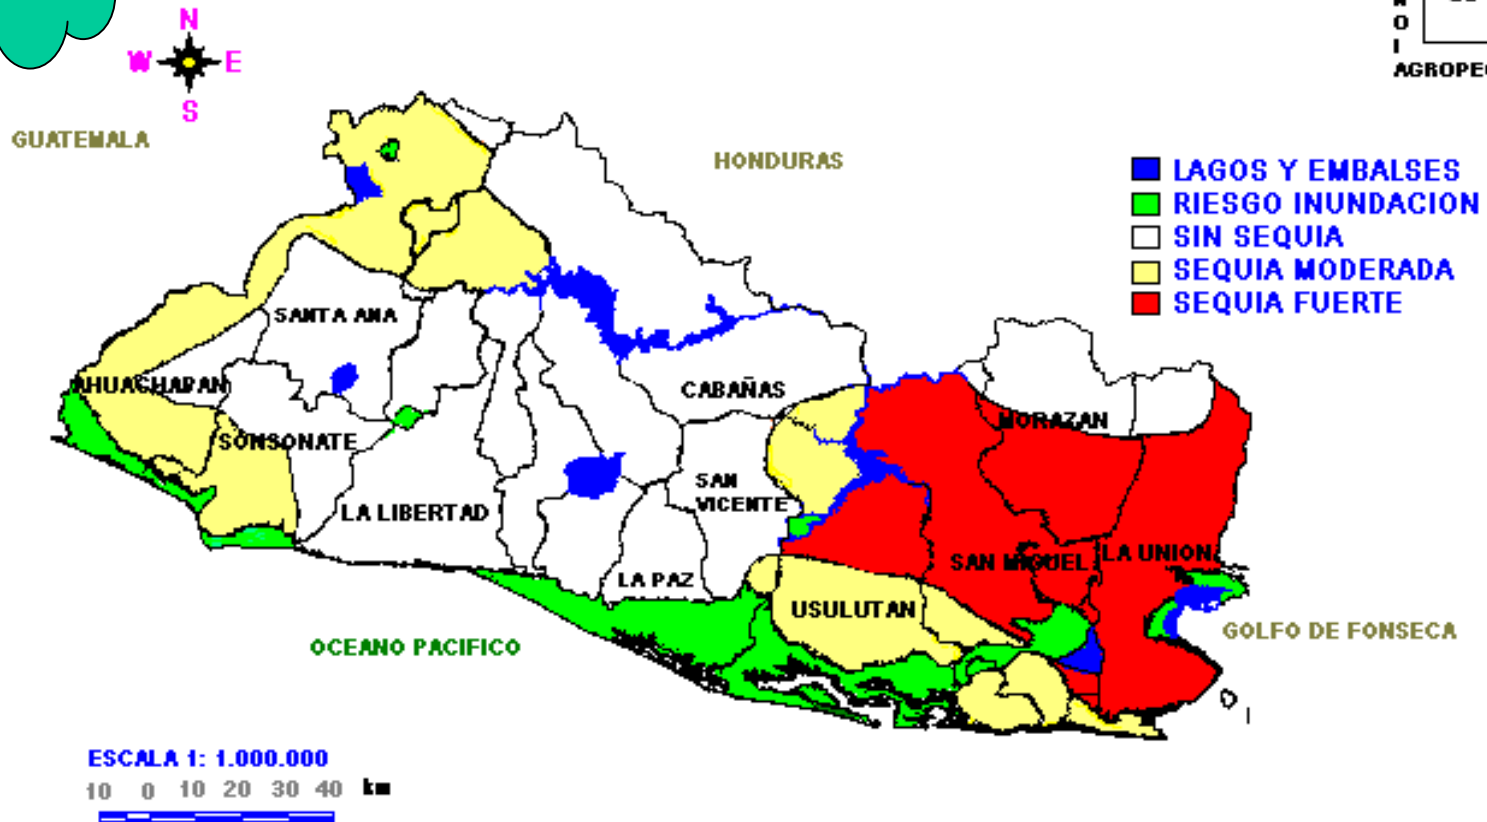 N
W E
S
GUATEMALA
HONDURAS
N
O
I
AGROPE
LAGOS Y EMBALSES
RIESGO INUNDACION
SIN SEQUIA
SEQUIA MODERADA
SEQUIA FUERTE
SANTA ANA
AHUACHAPAN
CABAÑAS
MORAZAN
SONSONATE
SAN
VICENTE
LA LIBERTAD
SAN MIGUEL
LA UNION
LA PAZ
USULUTAN
GOLFO DE FONSECA
OCEANO PACIFICO
ESCALA 1: 1.000.000
10 0 10 20 30 40 km